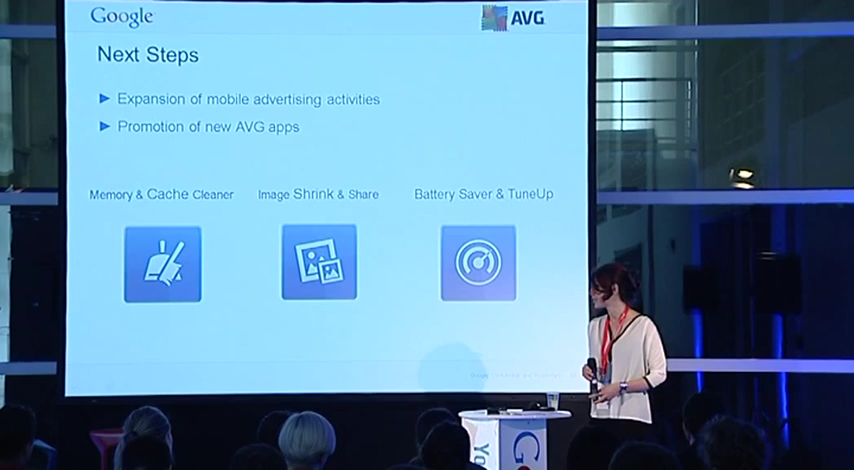 Google
AVG
Next Steps
Expansion of mobile advertising activities
Promotion of new AVG apps
Memory & Cache Cleaner
Image Shrink & Share
Battery Saver & TuneUp